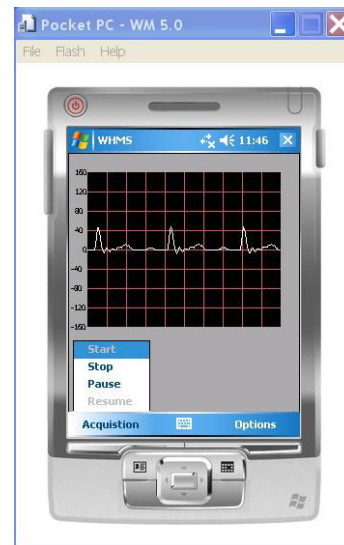 Pocket PC - WM 5.0
File Flash Help
WHMS 11:46
160
120
80
40
0
-40
-80
-120
-160
Start
Stop
Pause
Resume
Acquistion Options